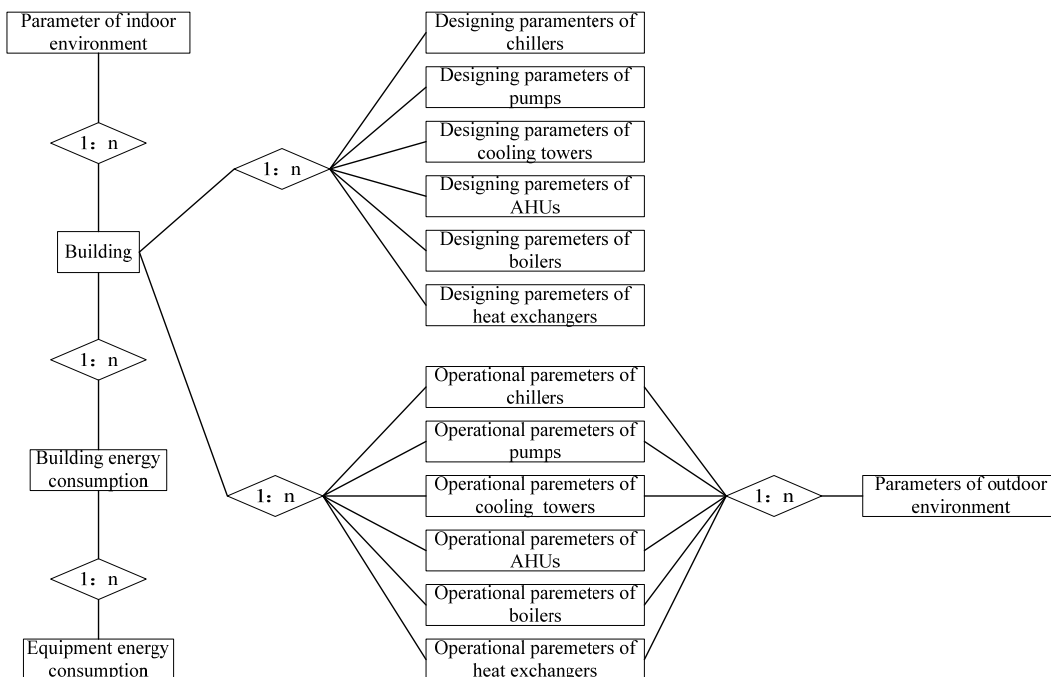 Parameter of indoor
environment
1：n
Building
1：n
Building energy
consumption
1：n
Equipment energy
consumption
1：n
Designing paramenters of
chillers
Designing parameters of
pumps
Designing parameters of
cooling towers
Designing paremeters of
AHUs
Designing paremeters of
boilers
Designing paremeters of
heat exchangers
1：n
Operational paremeters of
chillers
Operational paremeters of
pumps
Operational paremeters of
cooling towers
Operational paremeters of
AHUs
Operational paremeters of
boilers
Operational paremeters of
heat exchangers
1：n
Parameters of outdoor
environment